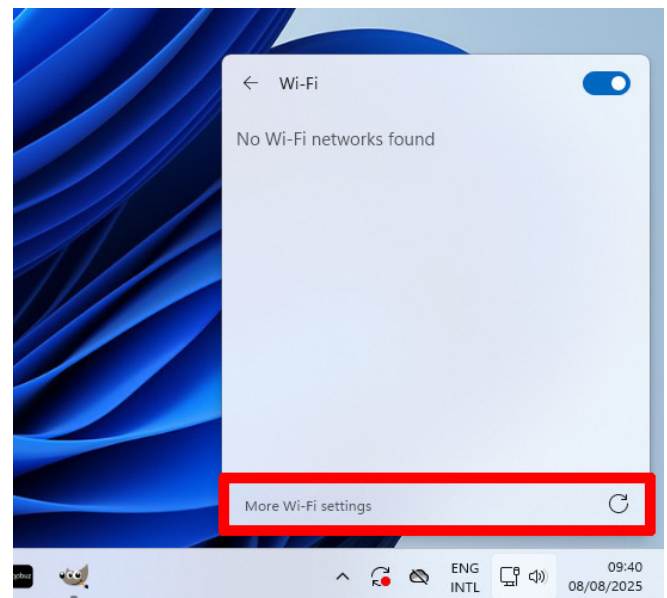 Wi-Fi
No Wi-Fi networks found
More Wi-Fi settings
ENG
INTL
09:40
08/08/2025